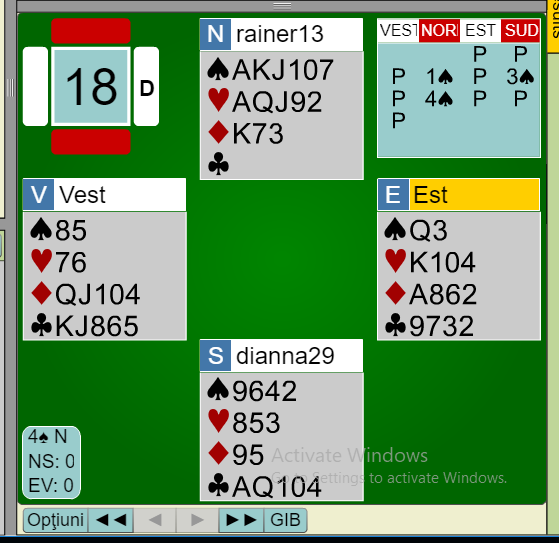 N rainer13
♠AKJ107
♥AQJ92
♦K73
♣
18 D
VEST NOR EST SUD
P P
P 1♠ P 3♠
P 4♠ P P
P
V Vest
♠85
♥76
♦QJ104
♣KJ865
E Est
♠Q3
♥K104
♦A862
♣9732
S dianna29
♠9642
♥853
♦95
♣AQ104
4♠ N
NS: 0
EV: 0
Activate Windows
Go to Settings to activate Windows.
Opţiuni ◄◄ ◄ ► ►► GIB